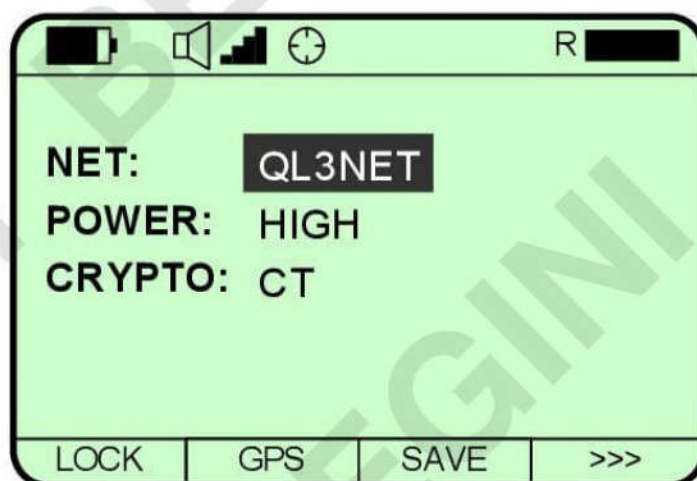 R
NET: QL3NET
POWER: HIGH
CRYPTO: CT
LOCK GPS SAVE >>>